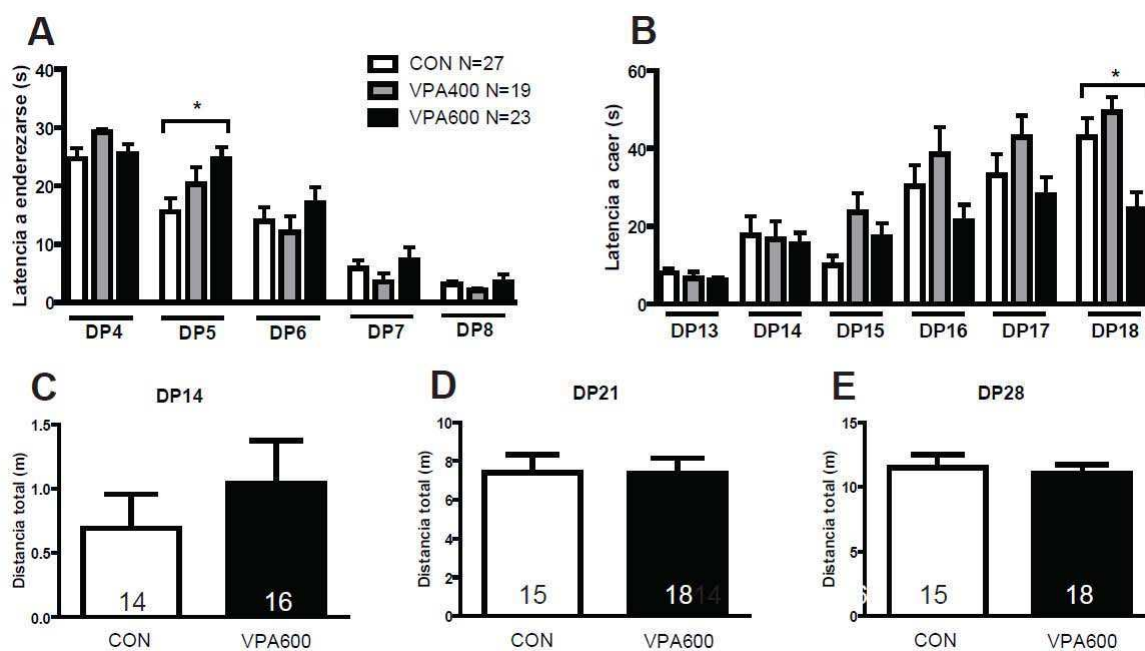 A
Latencia a enderezarse (s)
40
30
20
10
0
DP4
DP5
DP6
DP7
DP8
*
CON N=27
VPA400 N=19
VPA600 N=23
B
Latencia a caer (s)
60
40
20
0
DP13
DP14
DP15
DP16
DP17
DP18
*
C
DP14
Distancia total (m)
1.5
1.0
0.5
0.0
14
16
CON
VPA600
D
DP21
Distancia total (m)
10
8
6
4
2
0
15
18
14
CON
VPA600
E
DP28
Distancia total (m)
15
10
5
0
6
15
18
CON
VPA600